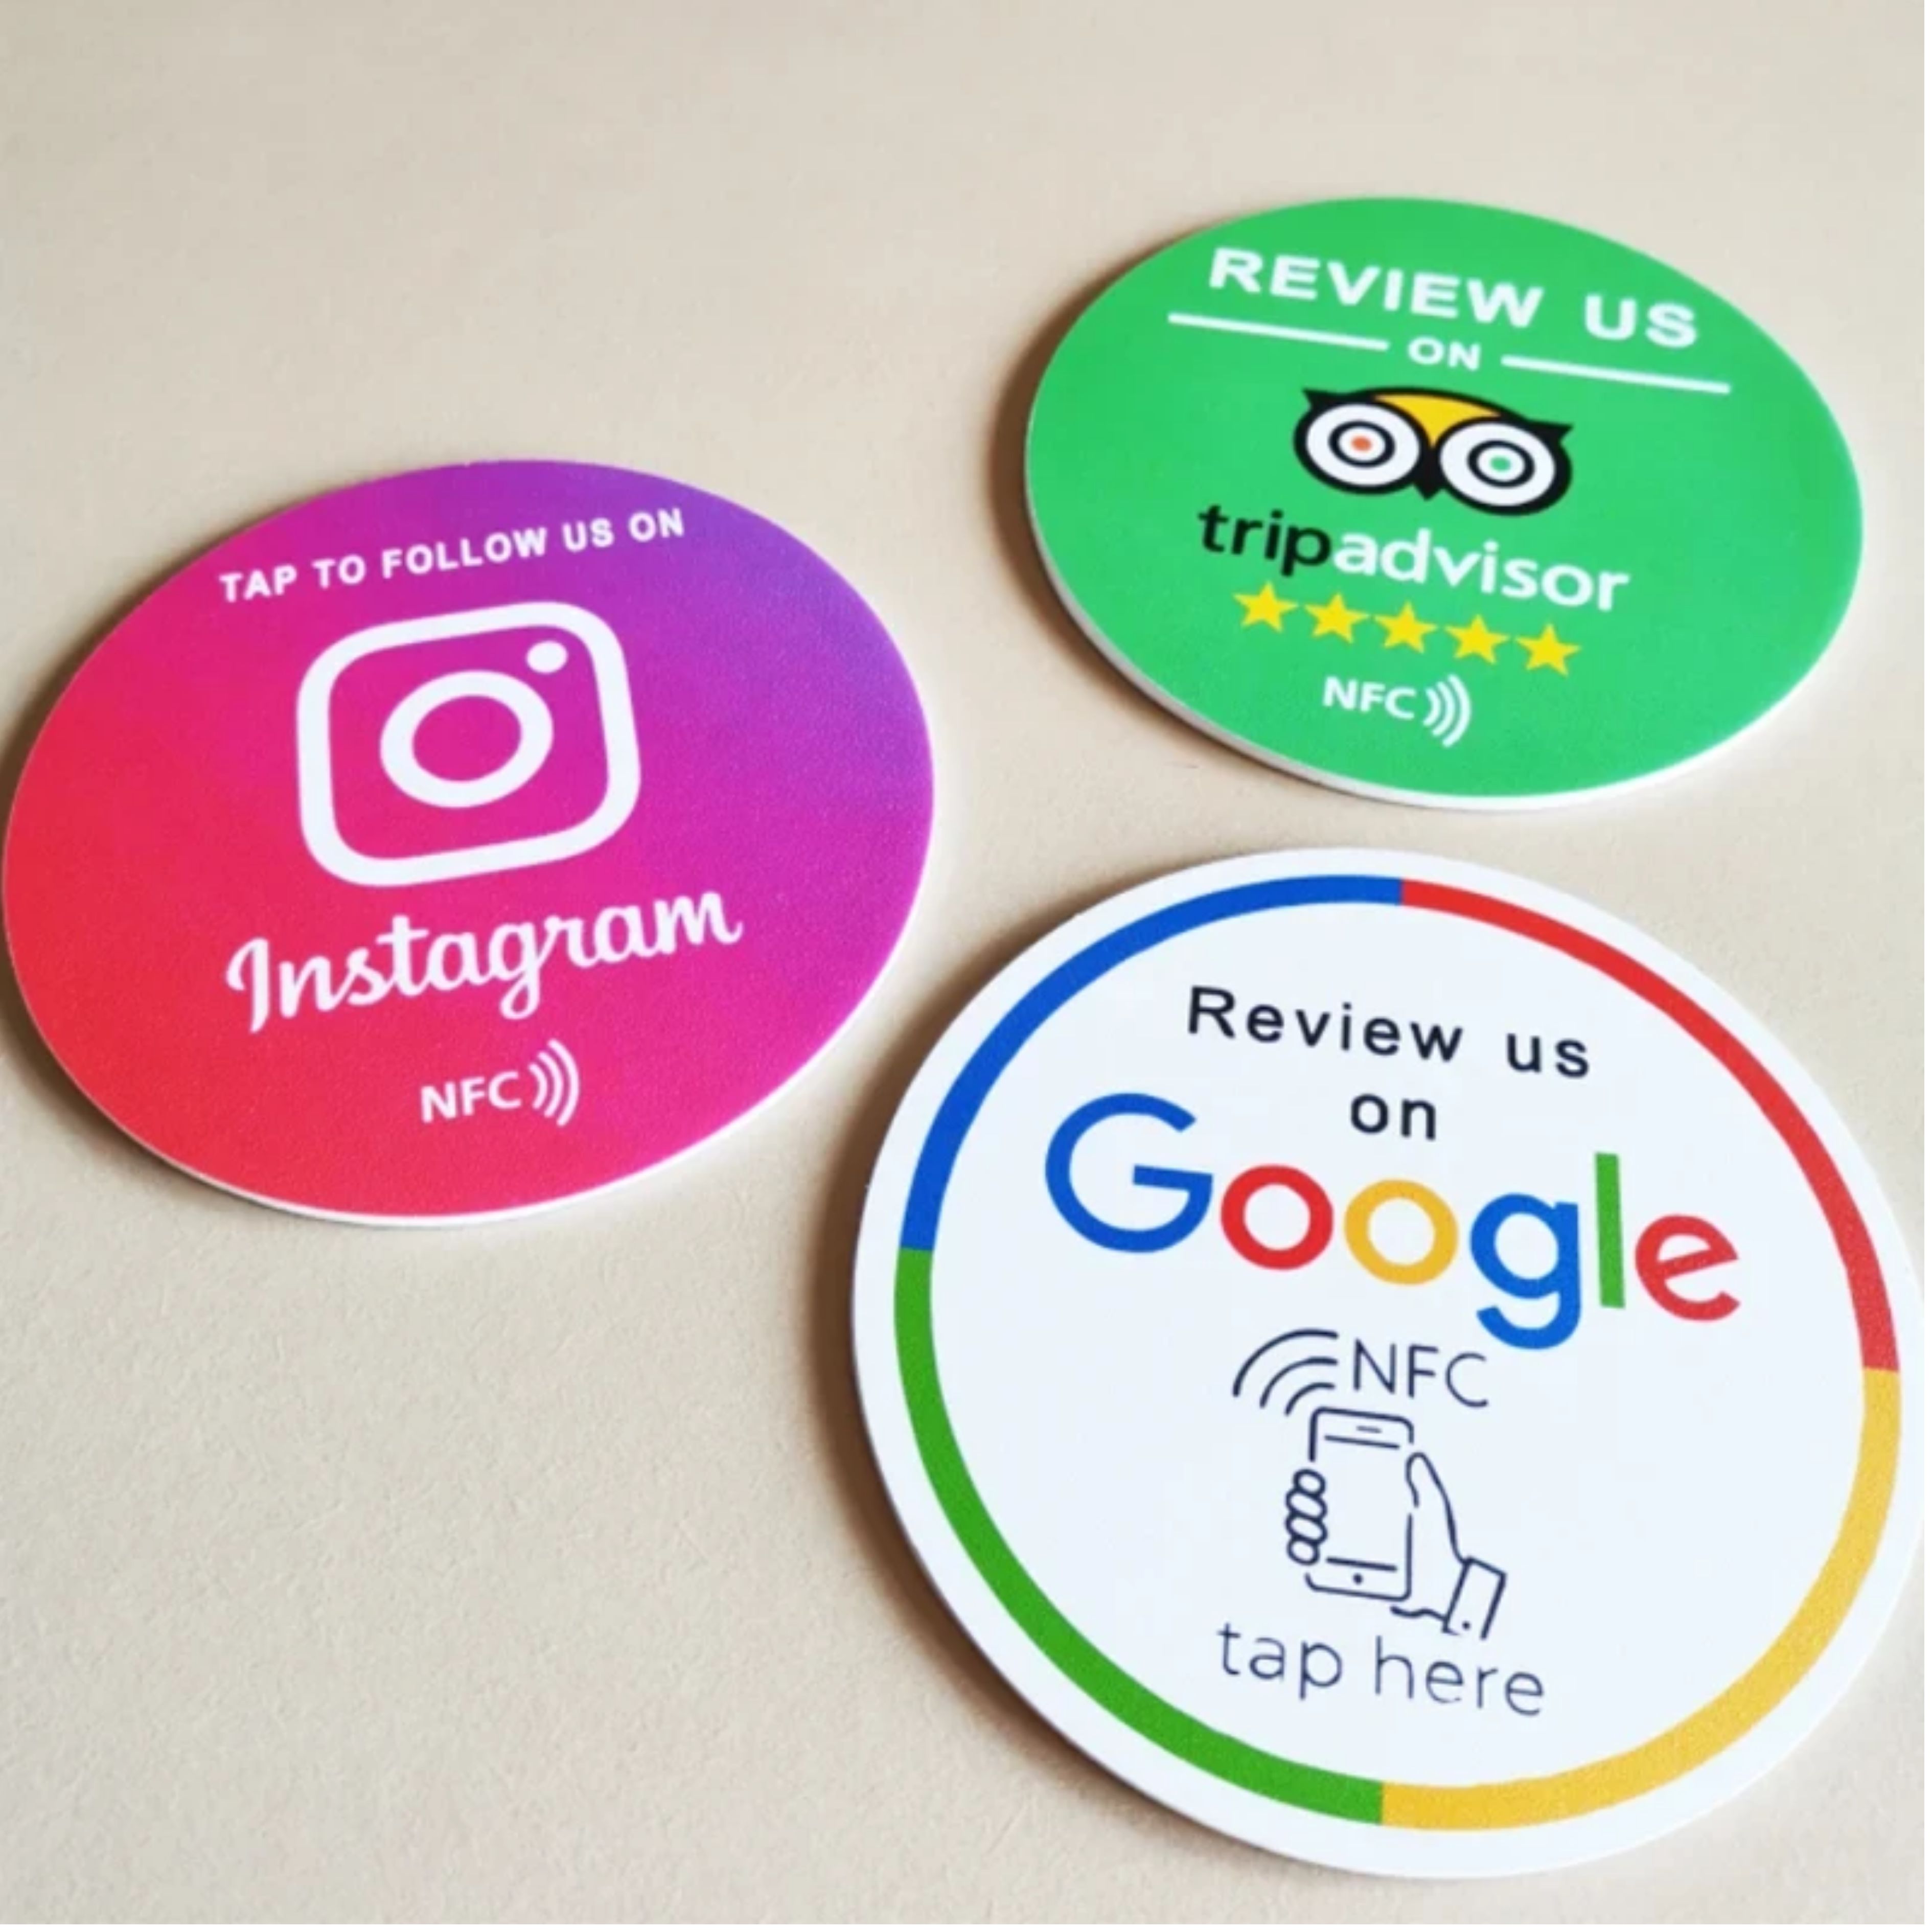 TAP TO FOLLOW US ON
Instagram
NFC
REVIEW US
ON
tripadvisor
NFC
Review us
on
Google
NFC
tap here